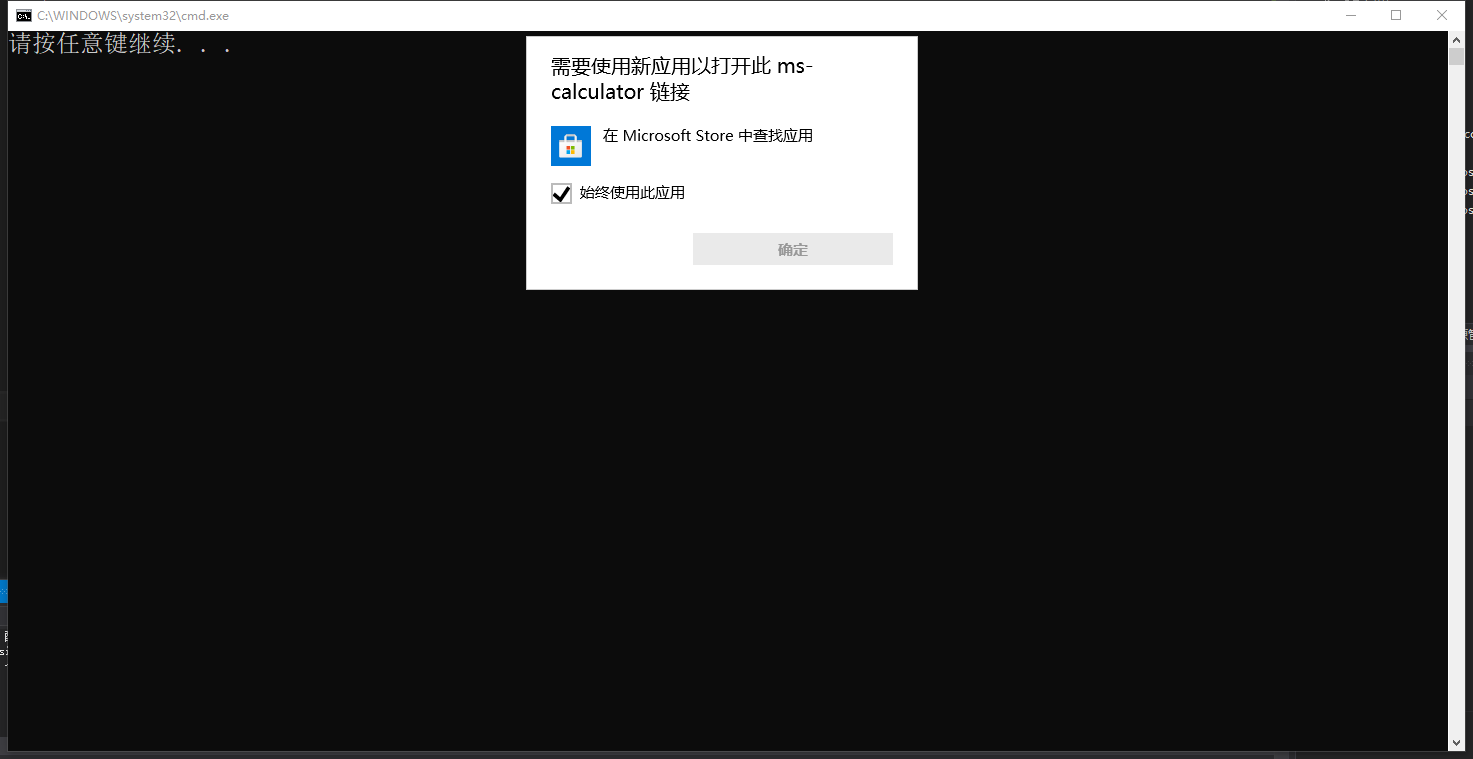 C:\WINDOWS\system32\cmd.exe
请按任意键继续. . .
需要使用新应用以打开此 ms-
calculator 链接
在 Microsoft Store 中查找应用
始终使用此应用
确定